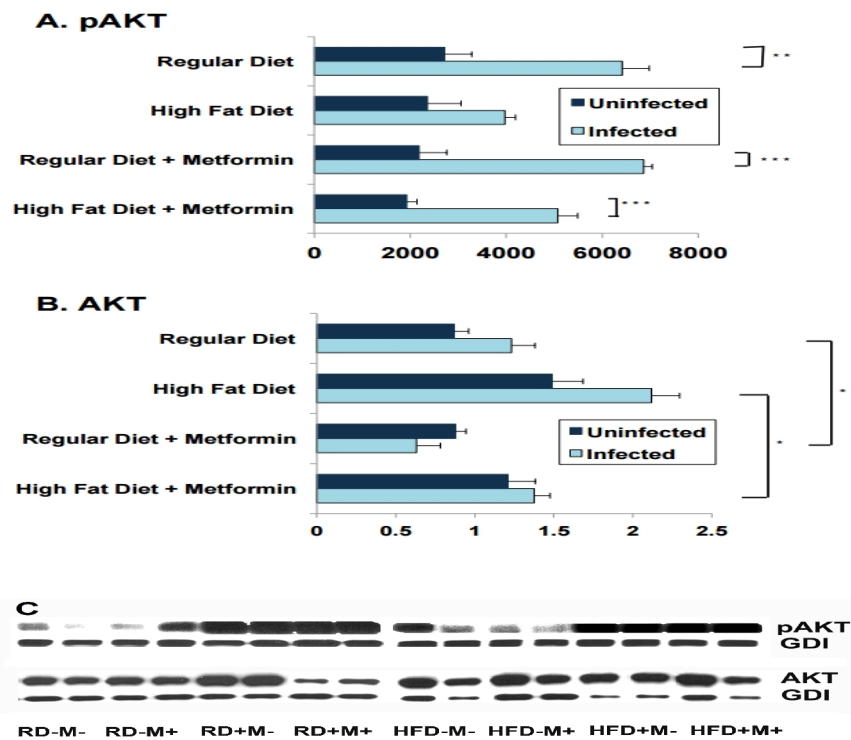 A. pAKT
Regular Diet
* *
High Fat Diet
Uninfected
Infected
Regular Diet + Metformin
* * *
High Fat Diet + Metformin
* * *
0 2000 4000 6000 8000
B. AKT
Regular Diet
High Fat Diet
*
Regular Diet + Metformin
Uninfected
*
Infected
High Fat Diet + Metformin
0 0.5 1 1.5 2 2.5
C
pAKT
GDI
AKT
GDI
RD-M- RD-M+ RD+M- RD+M+ HFD-M- HFD-M+ HFD+M- HFD+M+